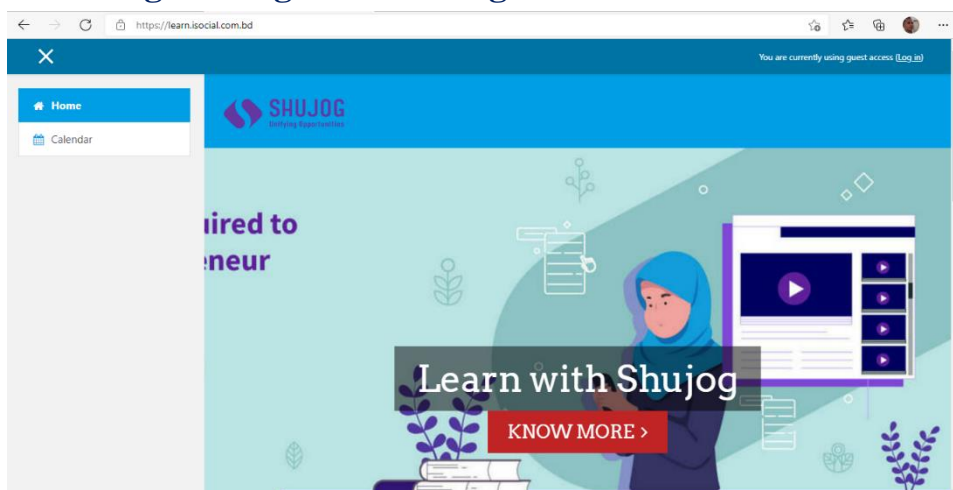 https://learn.isocial.com.bd
You are currently using guest access (Log in)
Home
Calendar
SHUJOG
Unifying Opportunities
uired to
eneur
Learn with Shujog
KNOW MORE >